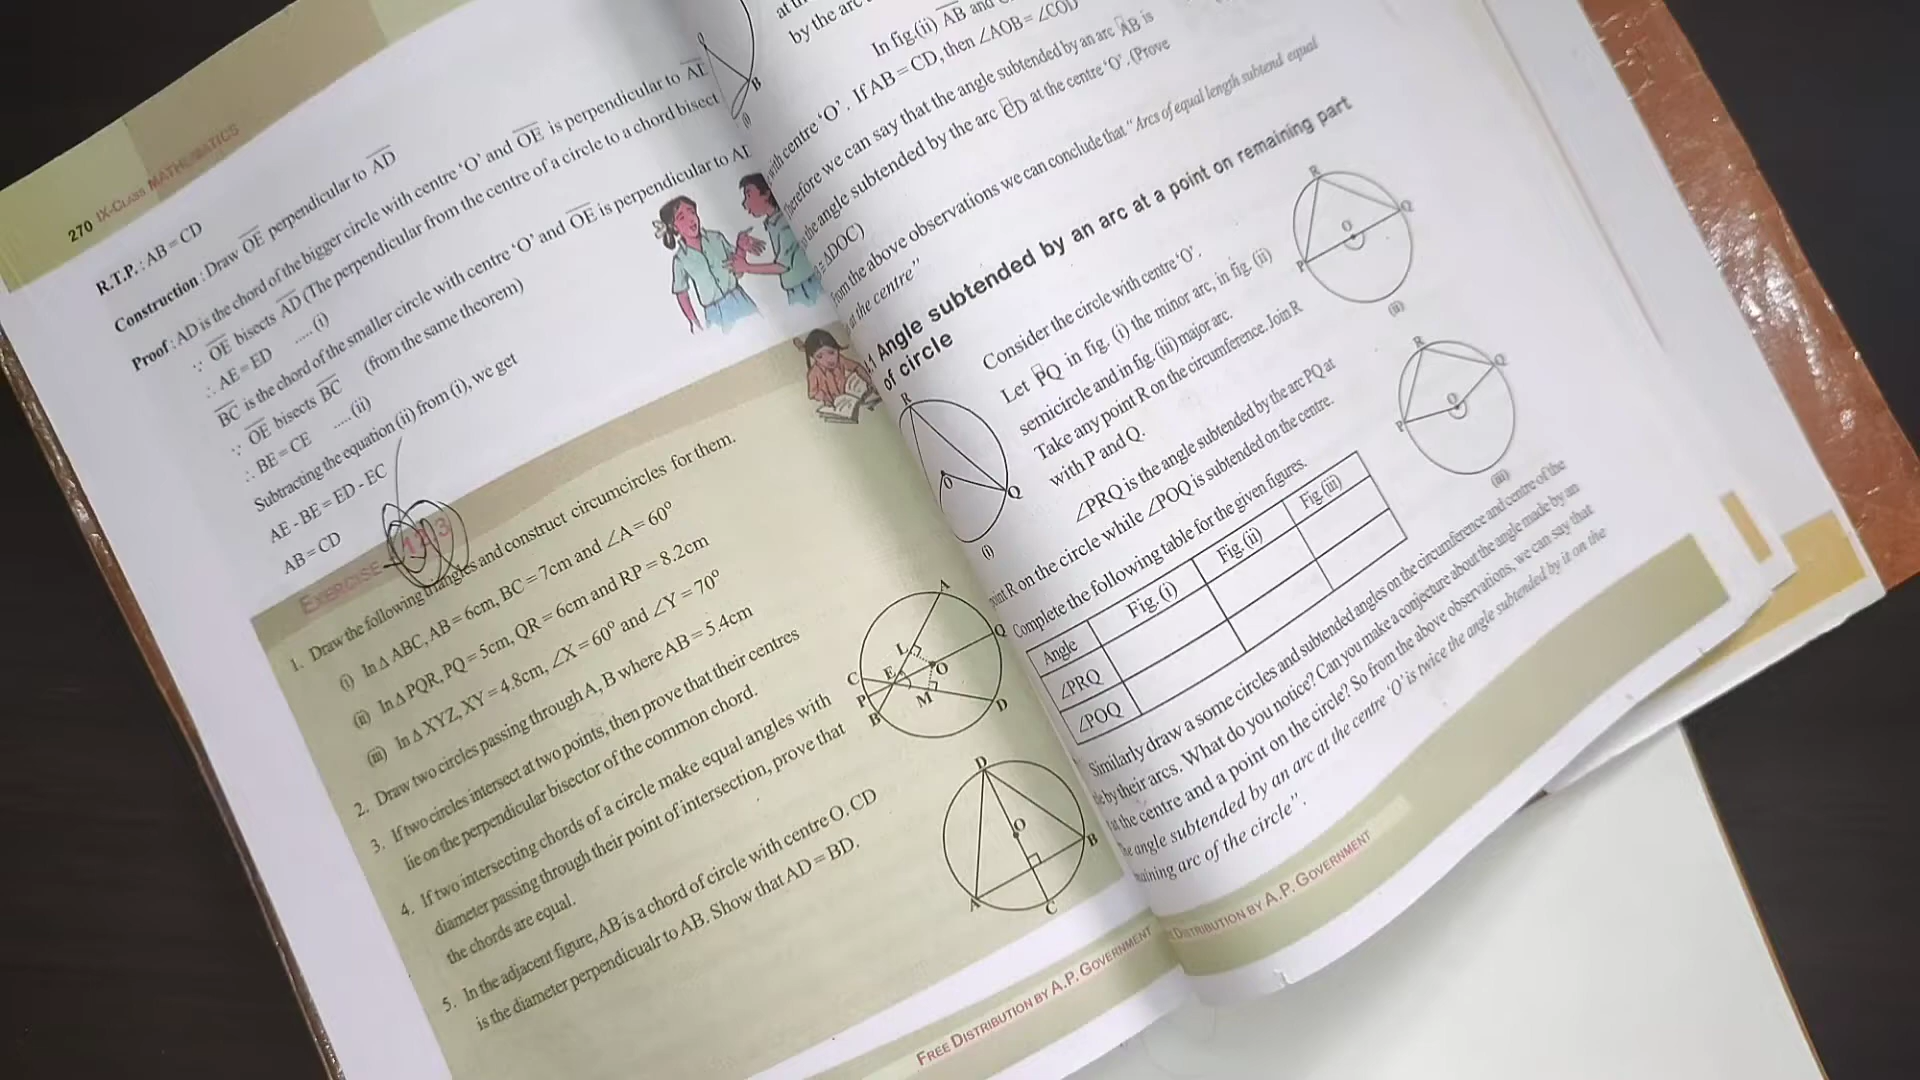 270 IX-CLASS MATHEMATICS
R.T.P. : AB = CD
Construction : Draw OE perpendicular to AD
Proof : AD is the chord of the bigger circle with centre ‘O’ and OE is perpendicular to AD
∵ OE bisects AD (The perpendicular from the centre of a circle to a chord bisect
∴ AE = ED .....(i)
BC is the chord of the smaller circle with centre ‘O’ and OE is perpendicular to AD
∵ OE bisects BC (from the same theorem)
∴ BE = CE .....(ii)
Subtracting the equation (ii) from (i), we get
AE - BE = ED - EC
AB = CD
EXERCISE
1. Draw the following triangles and construct circumcircles for them.
(i) In Δ ABC, AB = 6cm, BC = 7cm and ∠A = 60°
(ii) In Δ PQR, PQ = 5cm, QR = 6cm and RP = 8.2cm
(iii) In Δ XYZ, XY = 4.8cm, ∠X = 60° and ∠Y = 70°
2. Draw two circles passing through A, B where AB = 5.4cm
3. If two circles intersect at two points, then prove that their centres
lie on the perpendicular bisector of the common chord.
4. If two intersecting chords of a circle make equal angles with
diameter passing through their point of intersection, prove that
the chords are equal.
5. In the adjacent figure, AB is a chord of circle with centre O. CD
is the diameter perpendicualr to AB. Show that AD = BD.
A
Q
L
O
E
C
P
M
B
D
D
O
B
A
C
FREE DISTRIBUTION BY A.P. GOVERNMENT
B
(i)
by the arc
In fig.(ii) AB and
with centre ‘O’. If AB = CD, then ∠AOB = ∠COD
therefore we can say that the angle subtended by an arc AB is
the angle subtended by the arc CD at the centre ‘O’. (Prove
ΔDOC)
from the above observations we can conclude that “Arcs of equal length subtend equal
at the centre”
Angle subtended by an arc at a point on remaining part
of circle
Consider the circle with centre ‘O’.
Let PQ in fig. (i) the minor arc, in fig. (ii)
semicircle and in fig. (iii) major arc.
Take any point R on the circumference. Join R
with P and Q.
∠PRQ is the angle subtended by the arc PQ at
point R on the circle while ∠POQ is subtended on the centre.
R
O
Q
(i)
R
Q
O
P
(ii)
R
Q
O
P
(iii)
Complete the following table for the given figures.
Angle Fig. (i) Fig. (ii) Fig. (iii)
∠PRQ
∠POQ
Similarly draw a some circles and subtended angles on the circumference and centre of the
by their arcs. What do you notice? Can you make a conjecture about the angle made by an
at the centre and a point on the circle? So from the above observations, we can say that
angle subtended by an arc at the centre ‘O’ is twice the angle subtended by it on the
arc of the circle”.
DISTRIBUTION BY A.P. GOVERNMENT